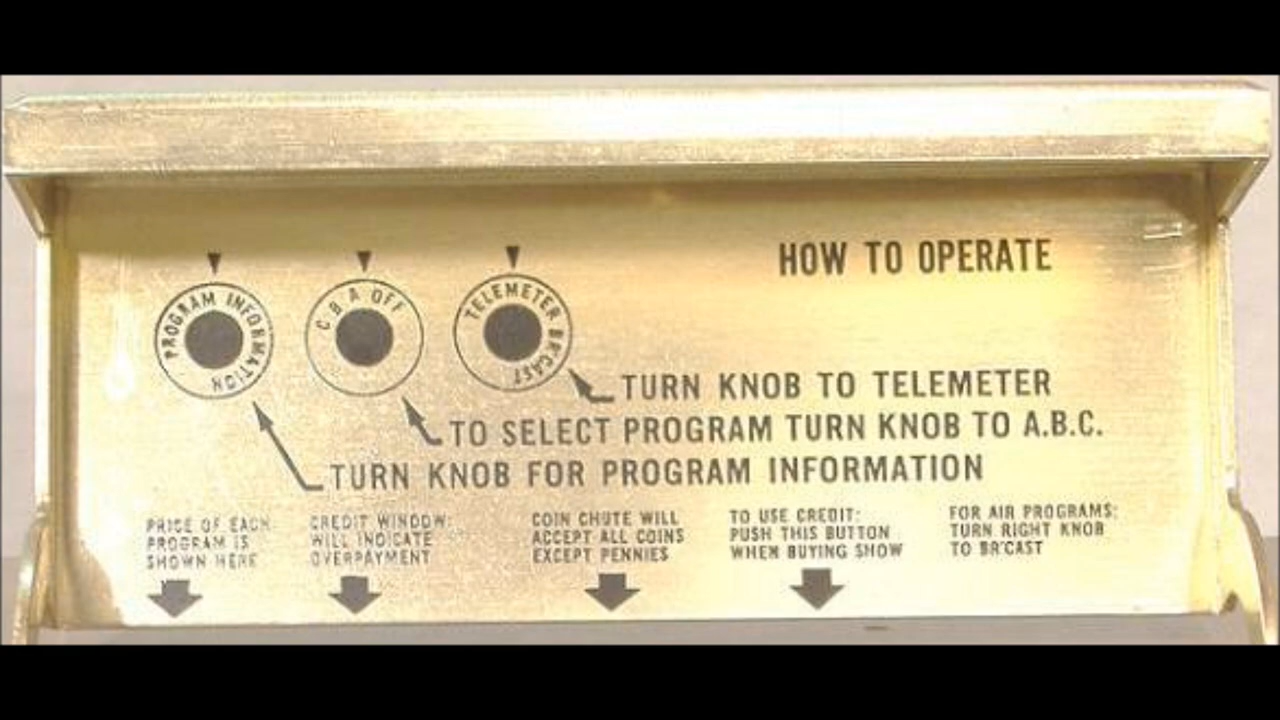 HOW TO OPERATE
PROGRAM INFORMATION
C B A OFF
TELEMETER BR'CAST
TURN KNOB TO TELEMETER
TO SELECT PROGRAM TURN KNOB TO A.B.C.
TURN KNOB FOR PROGRAM INFORMATION
PRICE OF EACH
PROGRAM IS
SHOWN HERE
CREDIT WINDOW:
WILL INDICATE
OVERPAYMENT
COIN CHUTE WILL
ACCEPT ALL COINS
EXCEPT PENNIES
TO USE CREDIT:
PUSH THIS BUTTON
WHEN BUYING SHOW
FOR AIR PROGRAMS:
TURN RIGHT KNOB
TO BR'CAST